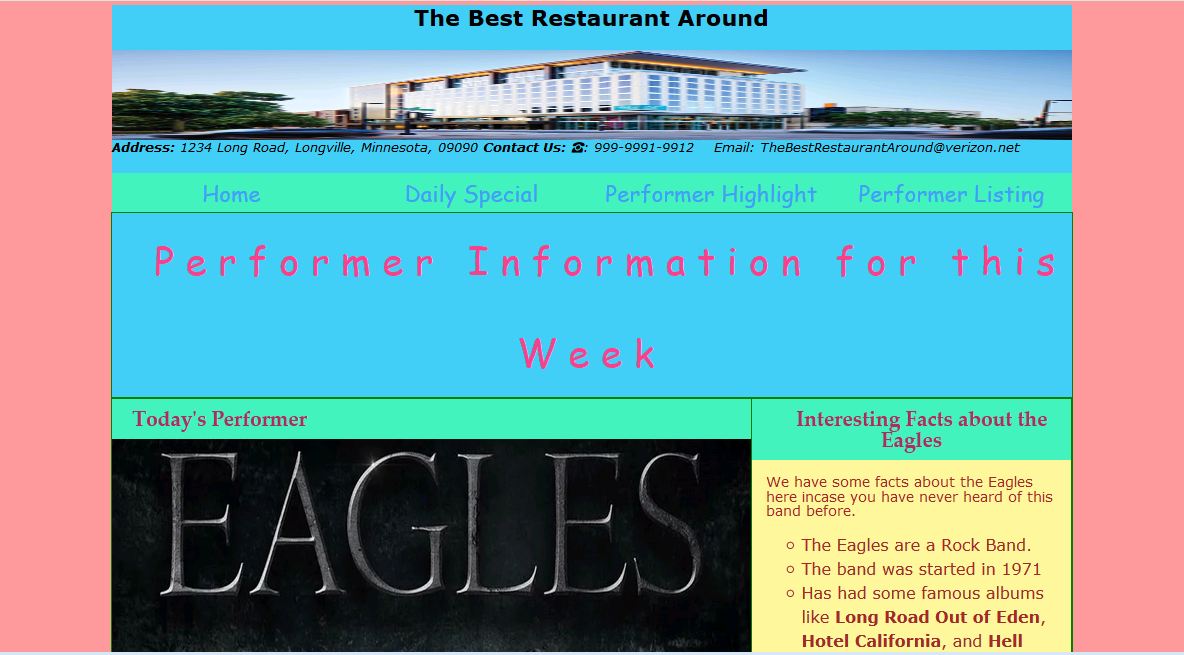 The Best Restaurant Around
Address: 1234 Long Road, Longville, Minnesota, 09090 Contact Us: ☎: 999-9991-9912 Email: TheBestRestaurantAround@verizon.net
Home Daily Special Performer Highlight Performer Listing
Performer Information for this
Week
Today's Performer
EAGLES
Interesting Facts about the
Eagles
We have some facts about the Eagles
here incase you have never heard of this
band before.
The Eagles are a Rock Band.
The band was started in 1971
Has had some famous albums
like Long Road Out of Eden,
Hotel California, and Hell